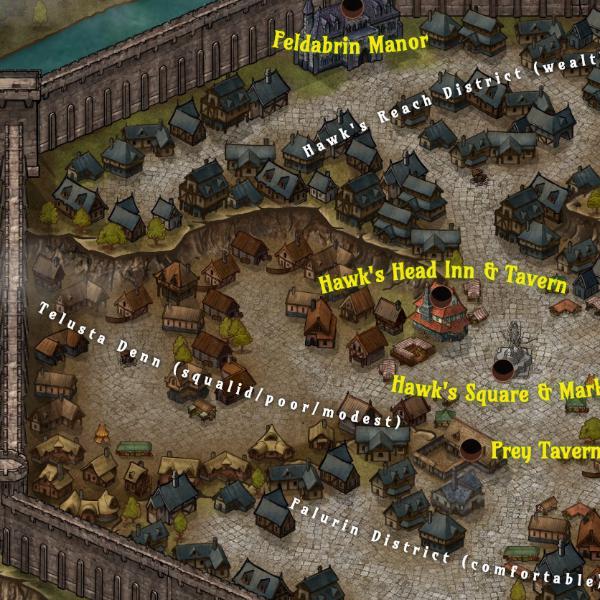 Feldabrin Manor
Hawk's Reach District (wealt
Hawk's Head Inn & Tavern
Telusta Denn (squalid/poor/modest)
Hawk's Square & Mark
Prey Tavern
Falurin District (comfortable)